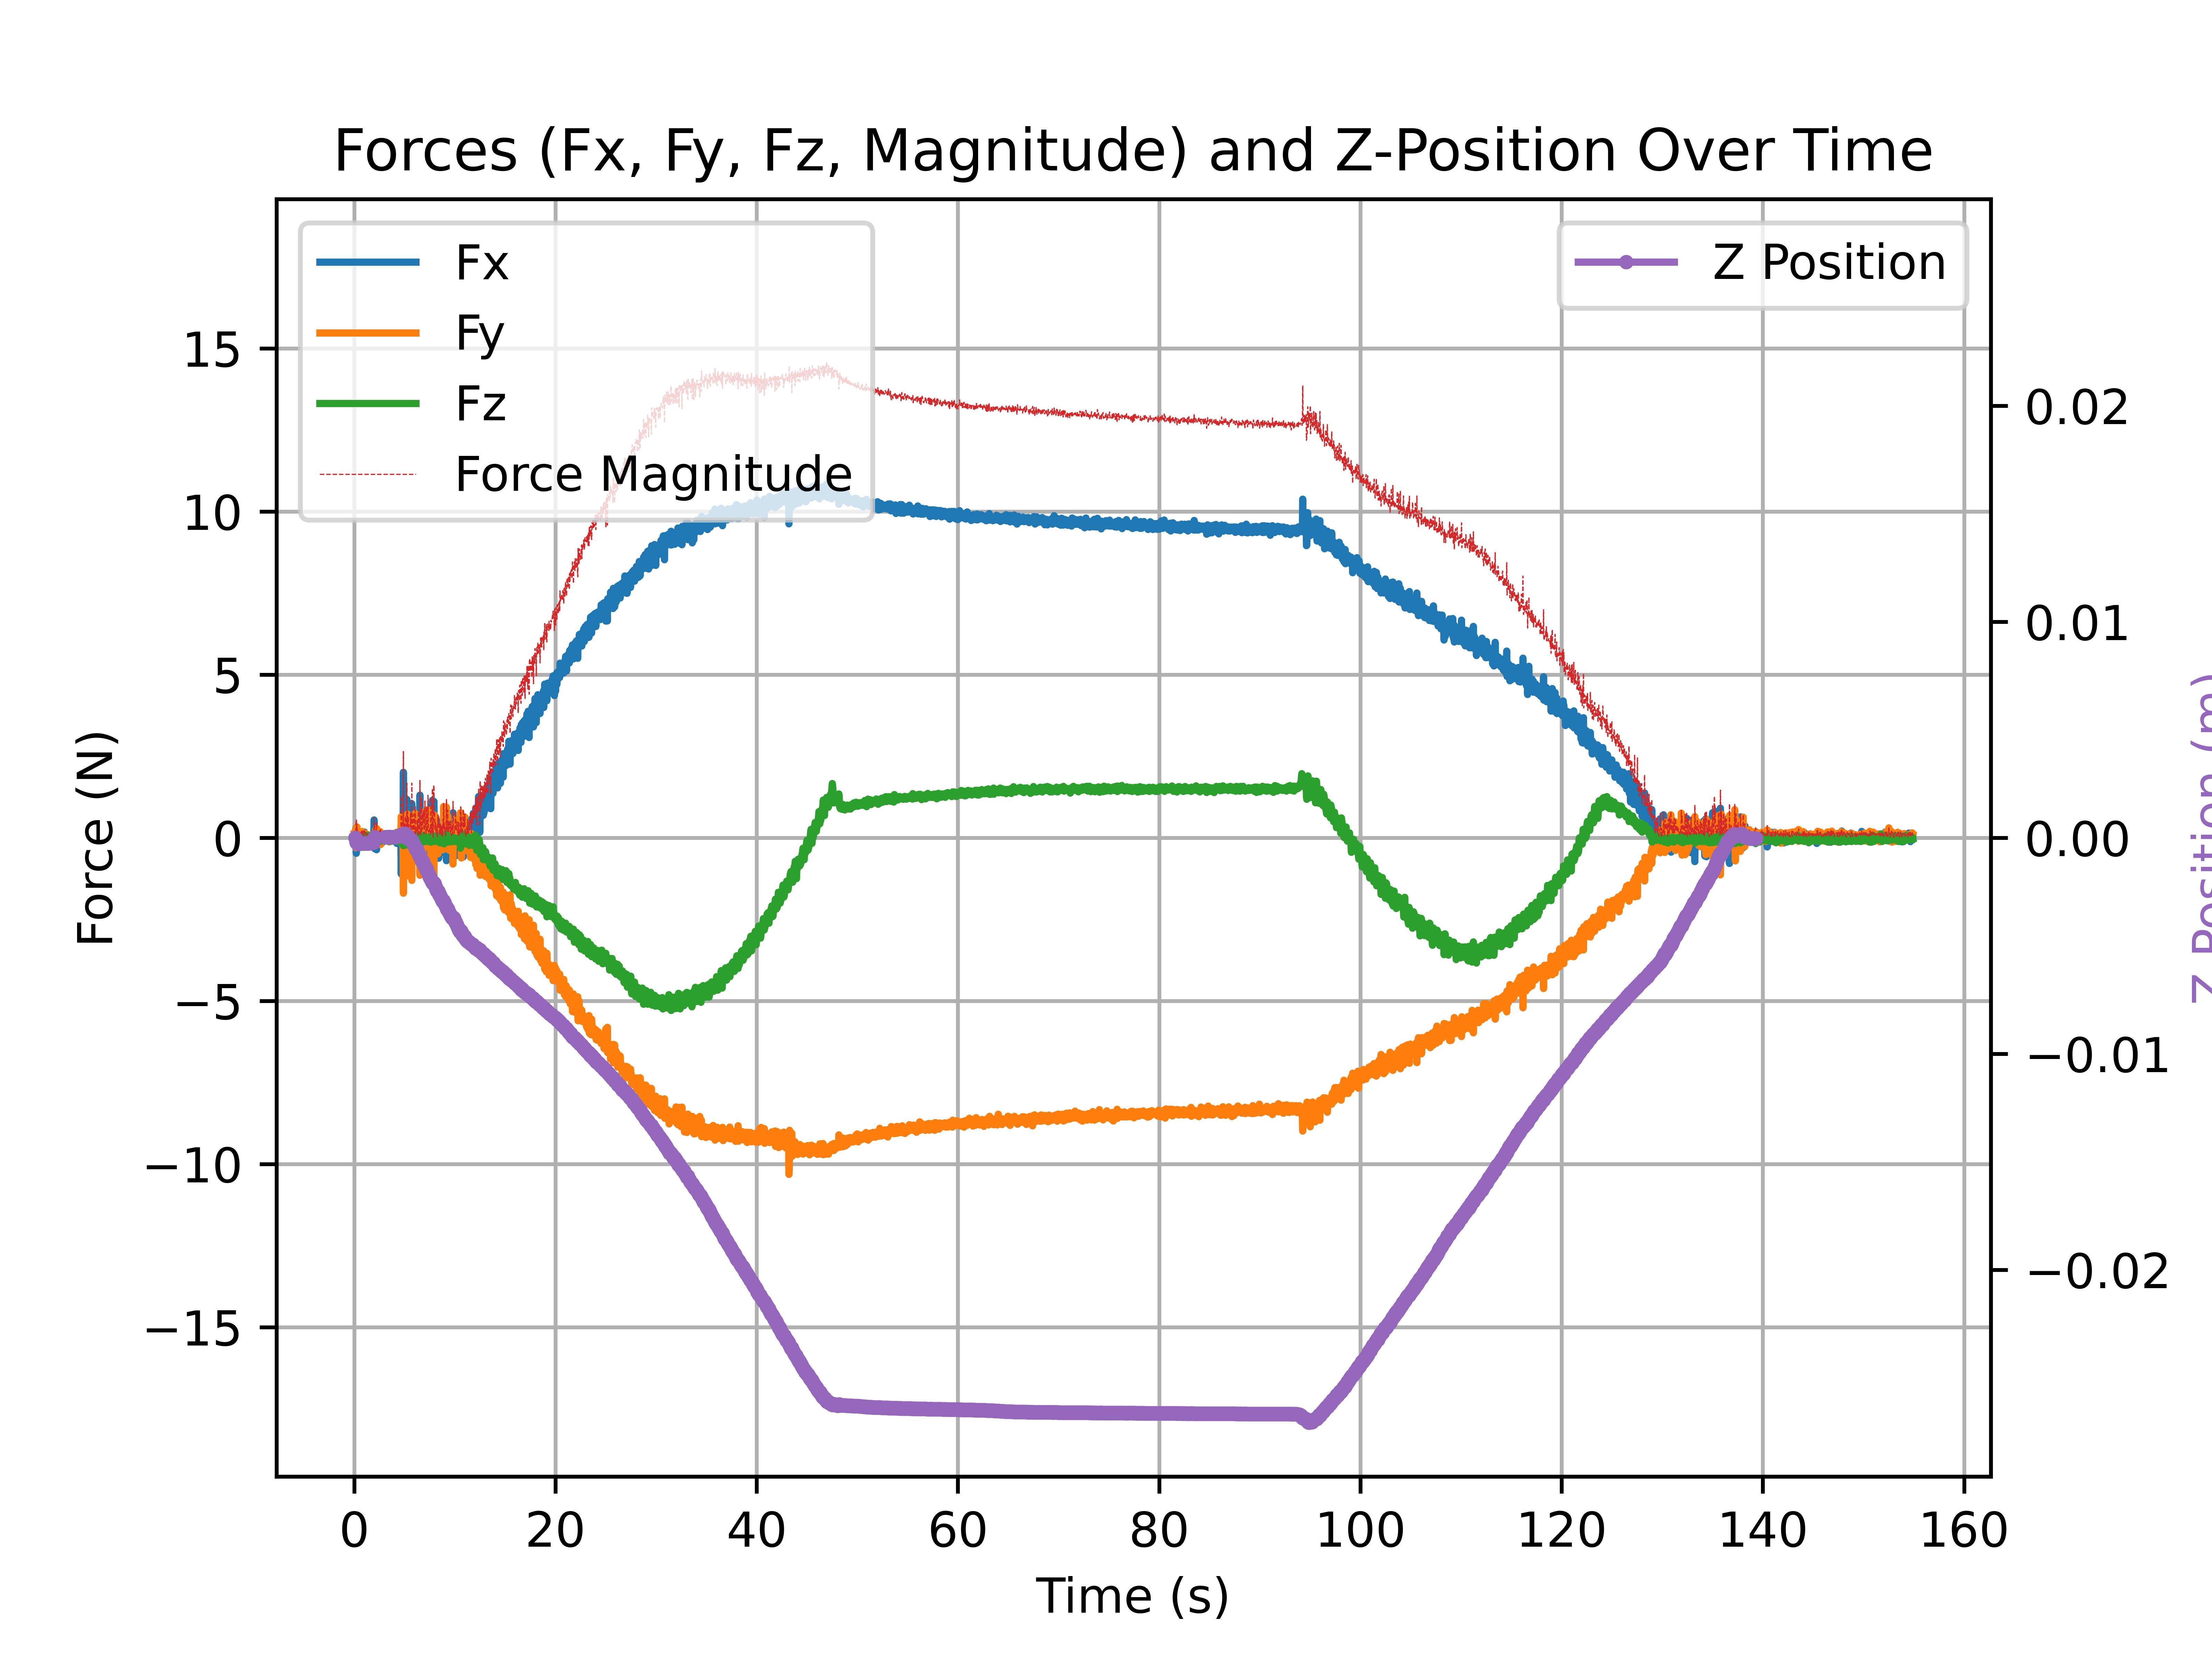 Forces (Fx, Fy, Fz, Magnitude) and Z-Position Over Time
Fx
Fy
Fz
Force Magnitude
Z Position
15
10
5
0
−5
−10
−15
Force (N)
0.02
0.01
0.00
−0.01
−0.02
Z Position (m)
0 20 40 60 80 100 120 140 160
Time (s)